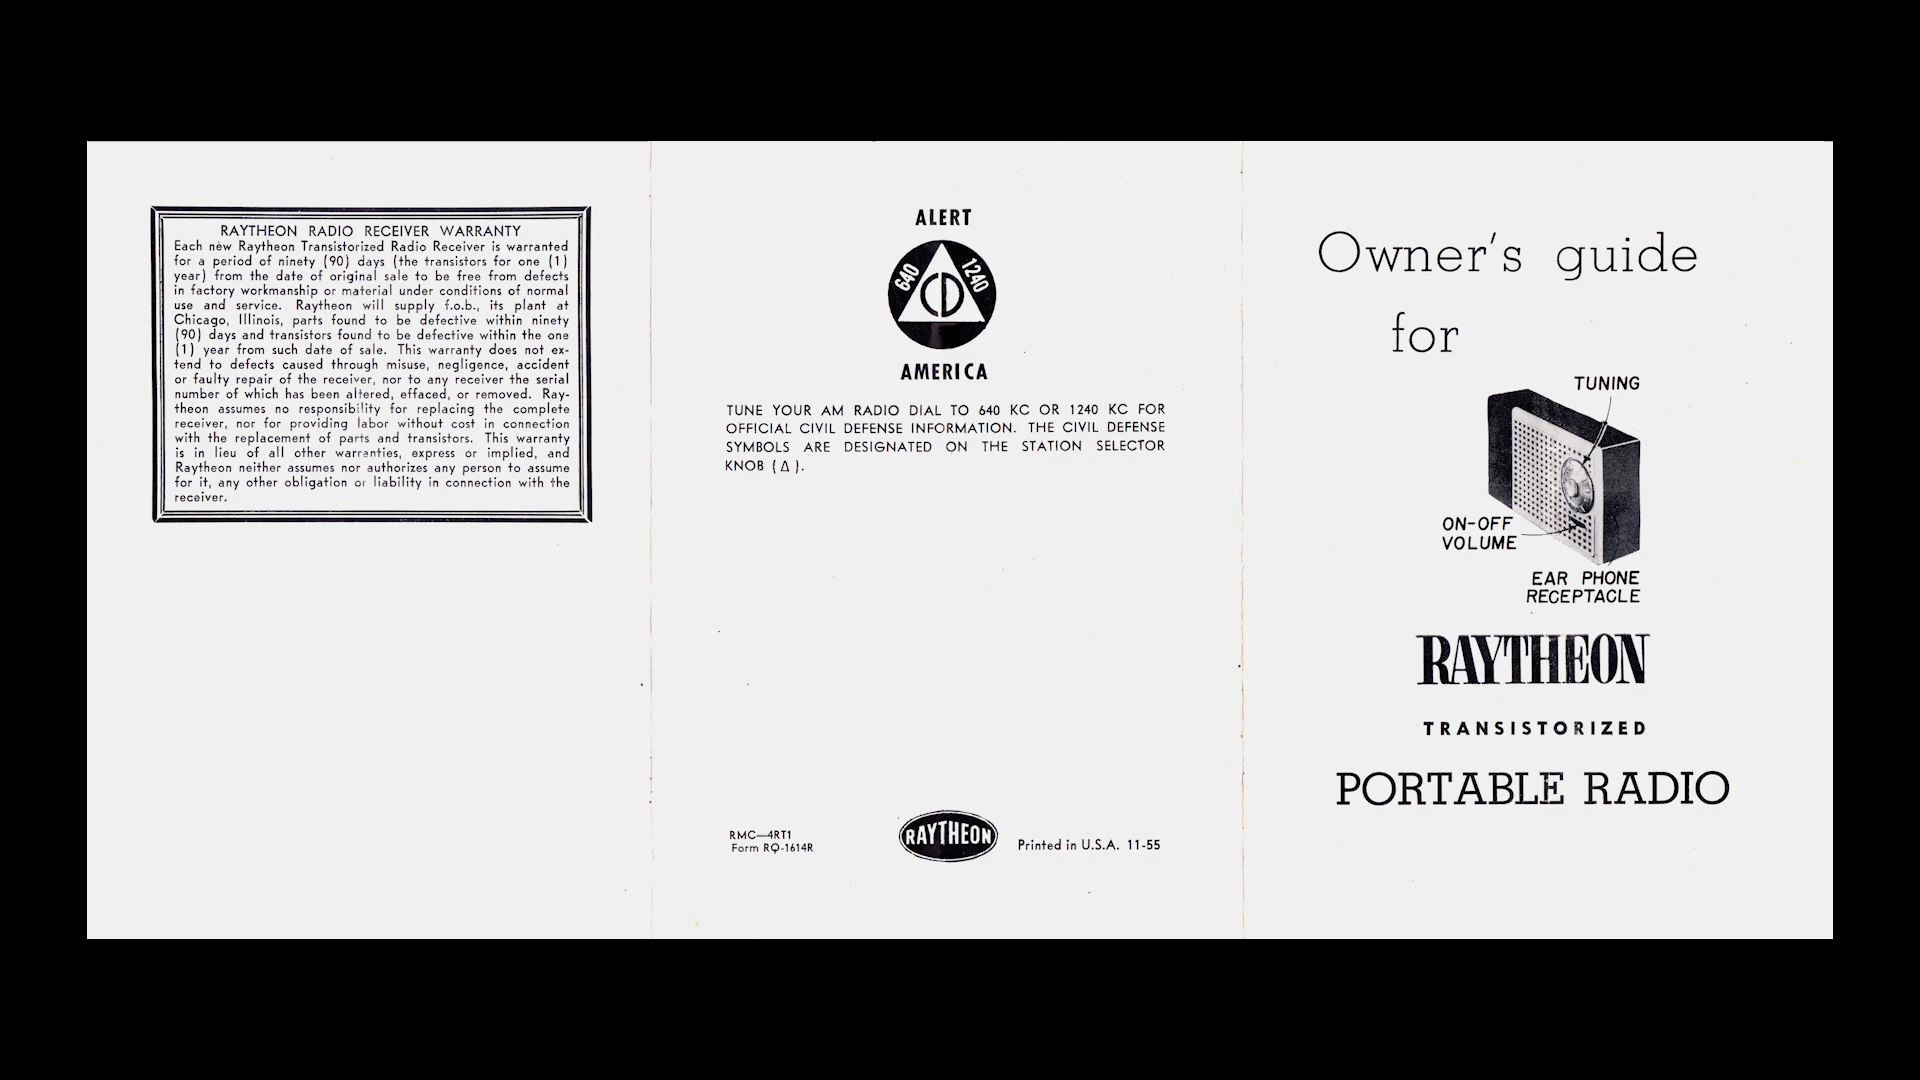 RAYTHEON RADIO RECEIVER WARRANTY
Each new Raytheon Transistorized Radio Receiver is warranted
for a period of ninety (90) days (the transistors for one (1)
year) from the date of original sale to be free from defects
in factory workmanship or material under conditions of normal
use and service. Raytheon will supply f.o.b., its plant at
Chicago, Illinois, parts found to be defective within ninety
(90) days and transistors found to be defective within the one
(1) year from such date of sale. This warranty does not ex-
tend to defects caused through misuse, negligence, accident
or faulty repair of the receiver, nor to any receiver the serial
number of which has been altered, effaced, or removed. Ray-
theon assumes no responsibility for replacing the complete
receiver, nor for providing labor without cost in connection
with the replacement of parts and transistors. This warranty
is in lieu of all other warranties, express or implied, and
Raytheon neither assumes nor authorizes any person to assume
for it, any other obligation or liability in connection with the
receiver.
ALERT
640 CD 1240
AMERICA
TUNE YOUR AM RADIO DIAL TO 640 KC OR 1240 KC FOR
OFFICIAL CIVIL DEFENSE INFORMATION. THE CIVIL DEFENSE
SYMBOLS ARE DESIGNATED ON THE STATION SELECTOR
KNOB (△).
RMC—4RT1
Form RQ-1614R
RAYTHEON
Printed in U.S.A. 11-55
Owner's guide
for
TUNING
ON-OFF
VOLUME
EAR PHONE
RECEPTACLE
RAYTHEON
TRANSISTORIZED
PORTABLE RADIO